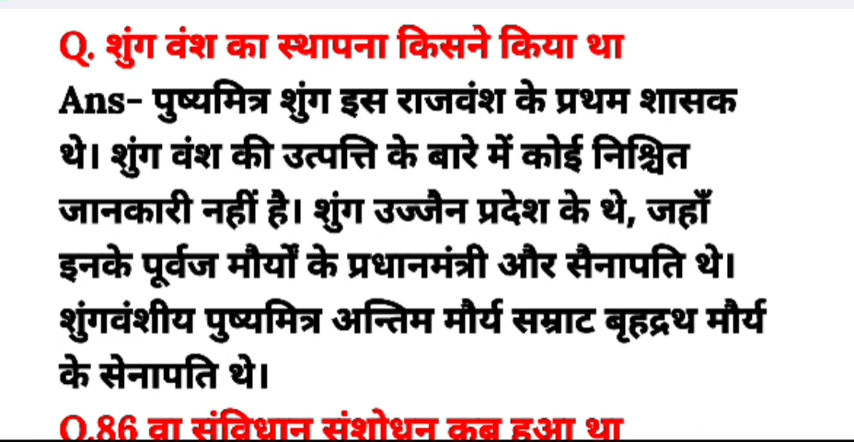 Q. शुंग वंश का स्थापना किसने किया था
Ans- पुष्यमित्र शुंग इस राजवंश के प्रथम शासक
थे। शुंग वंश की उत्पत्ति के बारे में कोई निश्चित
जानकारी नहीं है। शुंग उज्जैन प्रदेश के थे, जहाँ
इनके पूर्वज मौर्यों के प्रधानमंत्री और सैनापति थे।
शुंगवंशीय पुष्यमित्र अन्तिम मौर्य सम्राट बृहद्रथ मौर्य
के सेनापति थे।
Q.86 वा संविधान संशोधन कब हुआ था